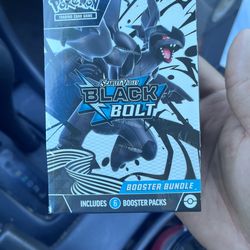 POKÉMON
TRADING CARD GAME
SCARLET & VIOLET
BLACK
BOLT
BOOSTER BUNDLE
INCLUDES 6 BOOSTER PACKS